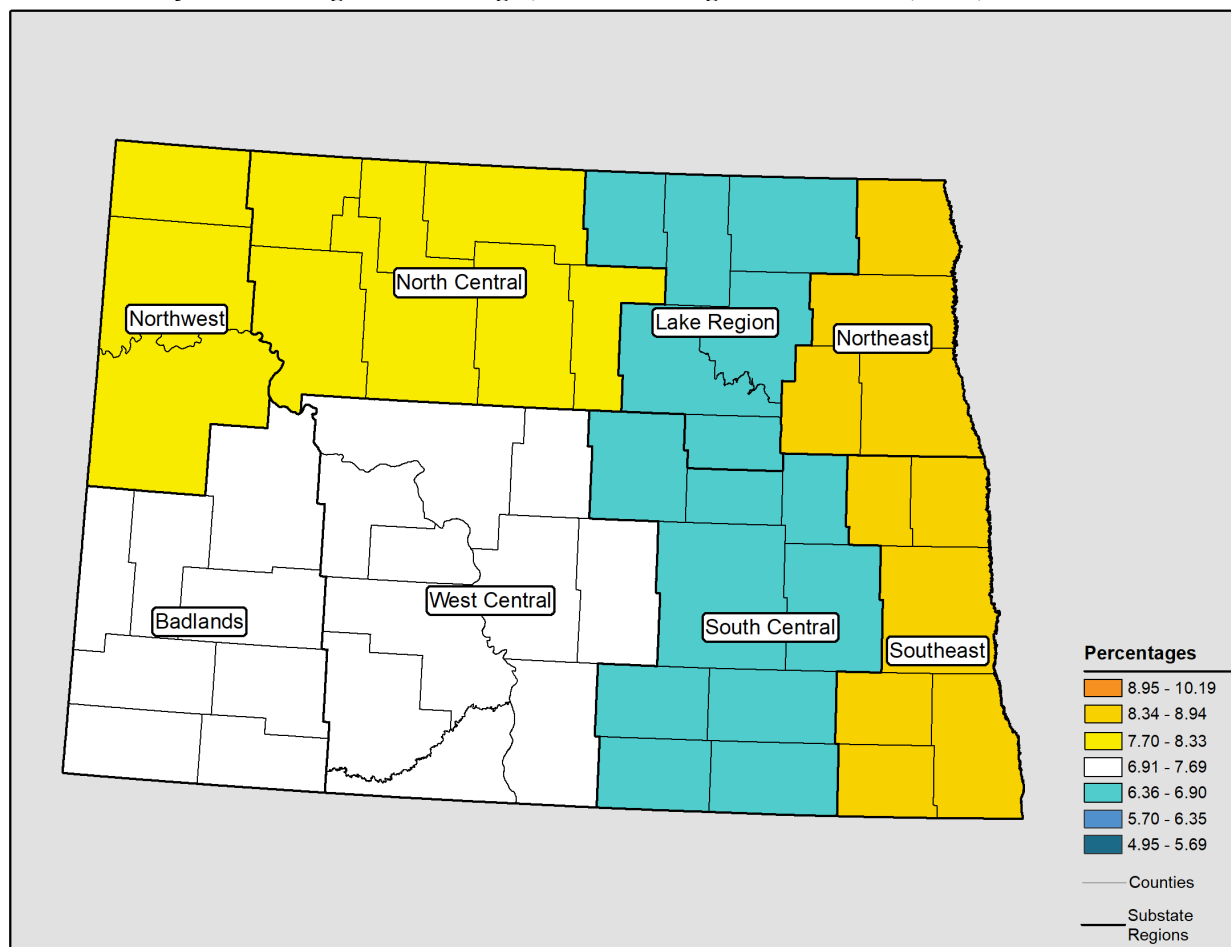 North Central
Northwest
Lake Region
Northeast
West Central
Badlands
South Central
Southeast
Percentages
8.95 - 10.19
8.34 - 8.94
7.70 - 8.33
6.91 - 7.69
6.36 - 6.90
5.70 - 6.35
4.95 - 5.69
Counties
Substate
Regions